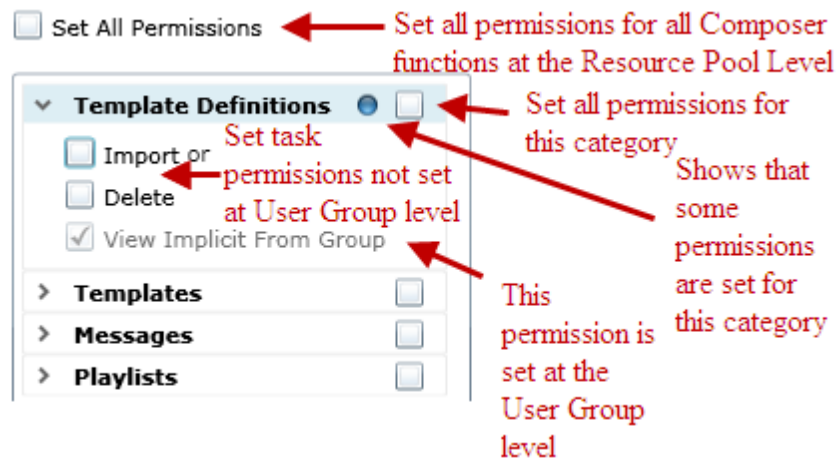 Set All Permissions
Set all permissions for all Composer
functions at the Resource Pool Level
Template Definitions
Set all permissions for
this category
Import or
Delete
View Implicit From Group
Set task
permissions not set
at User Group level
Shows that
some
permissions
are set for
this category
Templates
Messages
Playlists
This
permission is
set at the
User Group
level